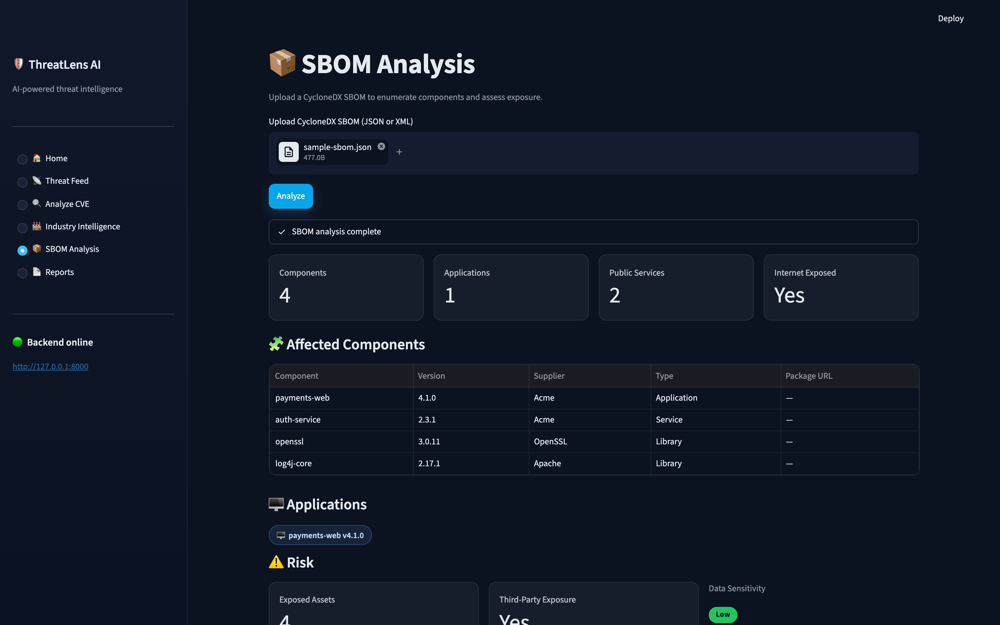 Deploy
ThreatLens AI
AI-powered threat intelligence
Home
Threat Feed
Analyze CVE
Industry Intelligence
SBOM Analysis
Reports
Backend online
http://127.0.0.1:8000
SBOM Analysis
Upload a CycloneDX SBOM to enumerate components and assess exposure.
Upload CycloneDX SBOM (JSON or XML)
sample-sbom.json
477.0B
Analyze
SBOM analysis complete
Components
4
Applications
1
Public Services
2
Internet Exposed
Yes
Affected Components
Component Version Supplier Type Package URL
payments-web 4.1.0 Acme Application —
auth-service 2.3.1 Acme Service —
openssl 3.0.11 OpenSSL Library —
log4j-core 2.17.1 Apache Library —
Applications
payments-web v4.1.0
Risk
Exposed Assets
4
Third-Party Exposure
Yes
Data Sensitivity
Low